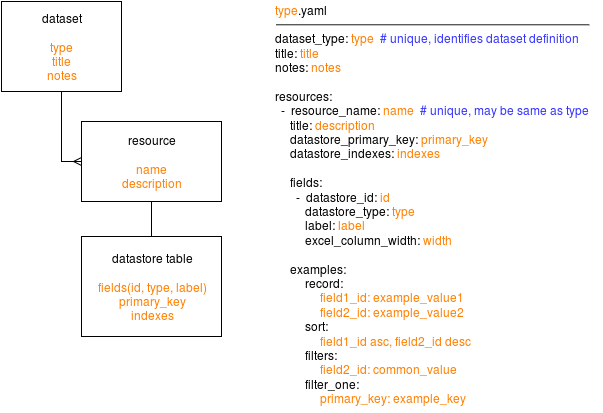 dataset
type
title
notes
resource
name
description
datastore table
fields(id, type, label)
primary_key
indexes
type.yaml
dataset_type: type  # unique, identifies dataset definition
title: title
notes: notes
resources:
- resource_name: name  # unique, may be same as type
title: description
datastore_primary_key: primary_key
datastore_indexes: indexes
fields:
- datastore_id: id
datastore_type: type
label: label
excel_column_width: width
examples:
record:
field1_id: example_value1
field2_id: example_value2
sort:
field1_id asc, field2_id desc
filters:
field2_id: common_value
filter_one:
primary_key: example_key